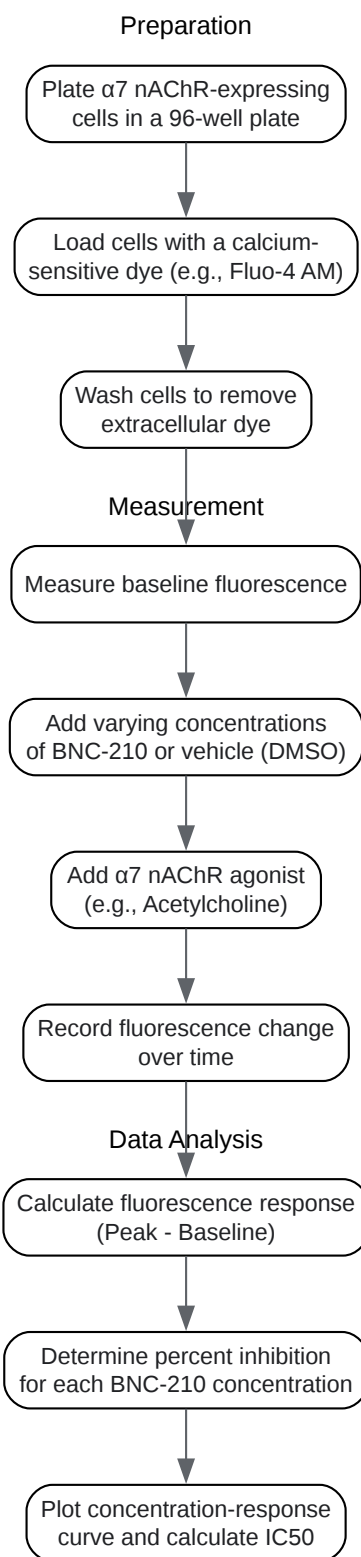 Preparation
Plate α7 nAChR-expressing
cells in a 96-well plate
Load cells with a calcium-
sensitive dye (e.g., Fluo-4 AM)
Wash cells to remove
extracellular dye
Measurement
Measure baseline fluorescence
Add varying concentrations
of BNC-210 or vehicle (DMSO)
Add α7 nAChR agonist
(e.g., Acetylcholine)
Record fluorescence change
over time
Data Analysis
Calculate fluorescence response
(Peak - Baseline)
Determine percent inhibition
for each BNC-210 concentration
Plot concentration-response
curve and calculate IC50